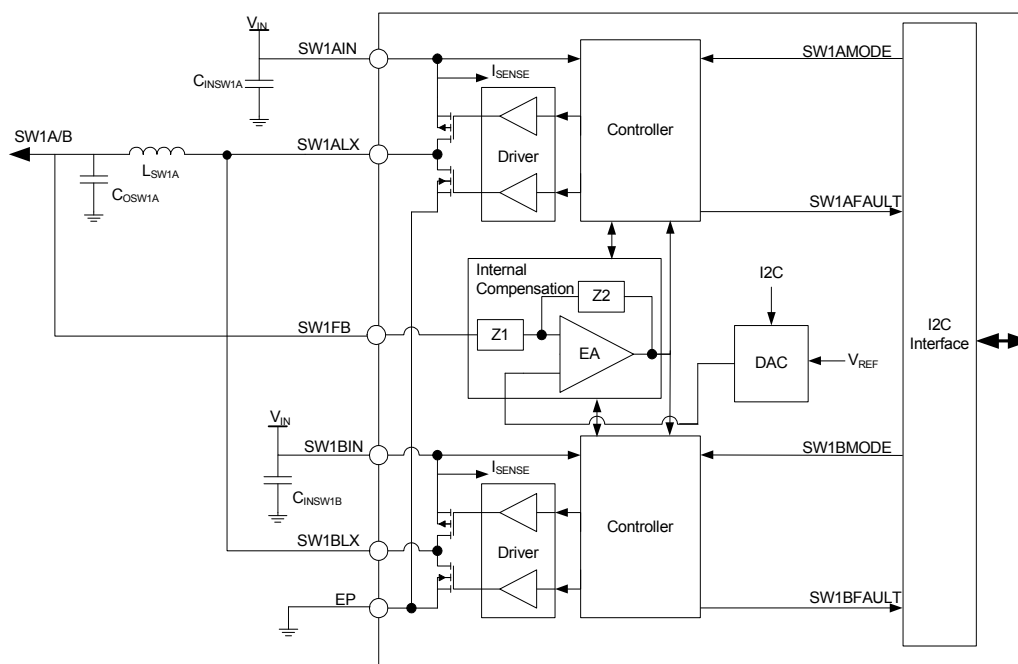 VIN
SW1AIN
CINSW1A
ISENSE
SW1AMODE
Controller
SW1A/B
LSW1A
SW1ALX
Driver
COSW1A
SW1AFAULT
Internal
Compensation
Z2
I2C
SW1FB
Z1
EA
DAC
VREF
I2C
Interface
VIN
SW1BIN
CINSW1B
ISENSE
SW1BMODE
Controller
SW1BLX
Driver
EP
SW1BFAULT